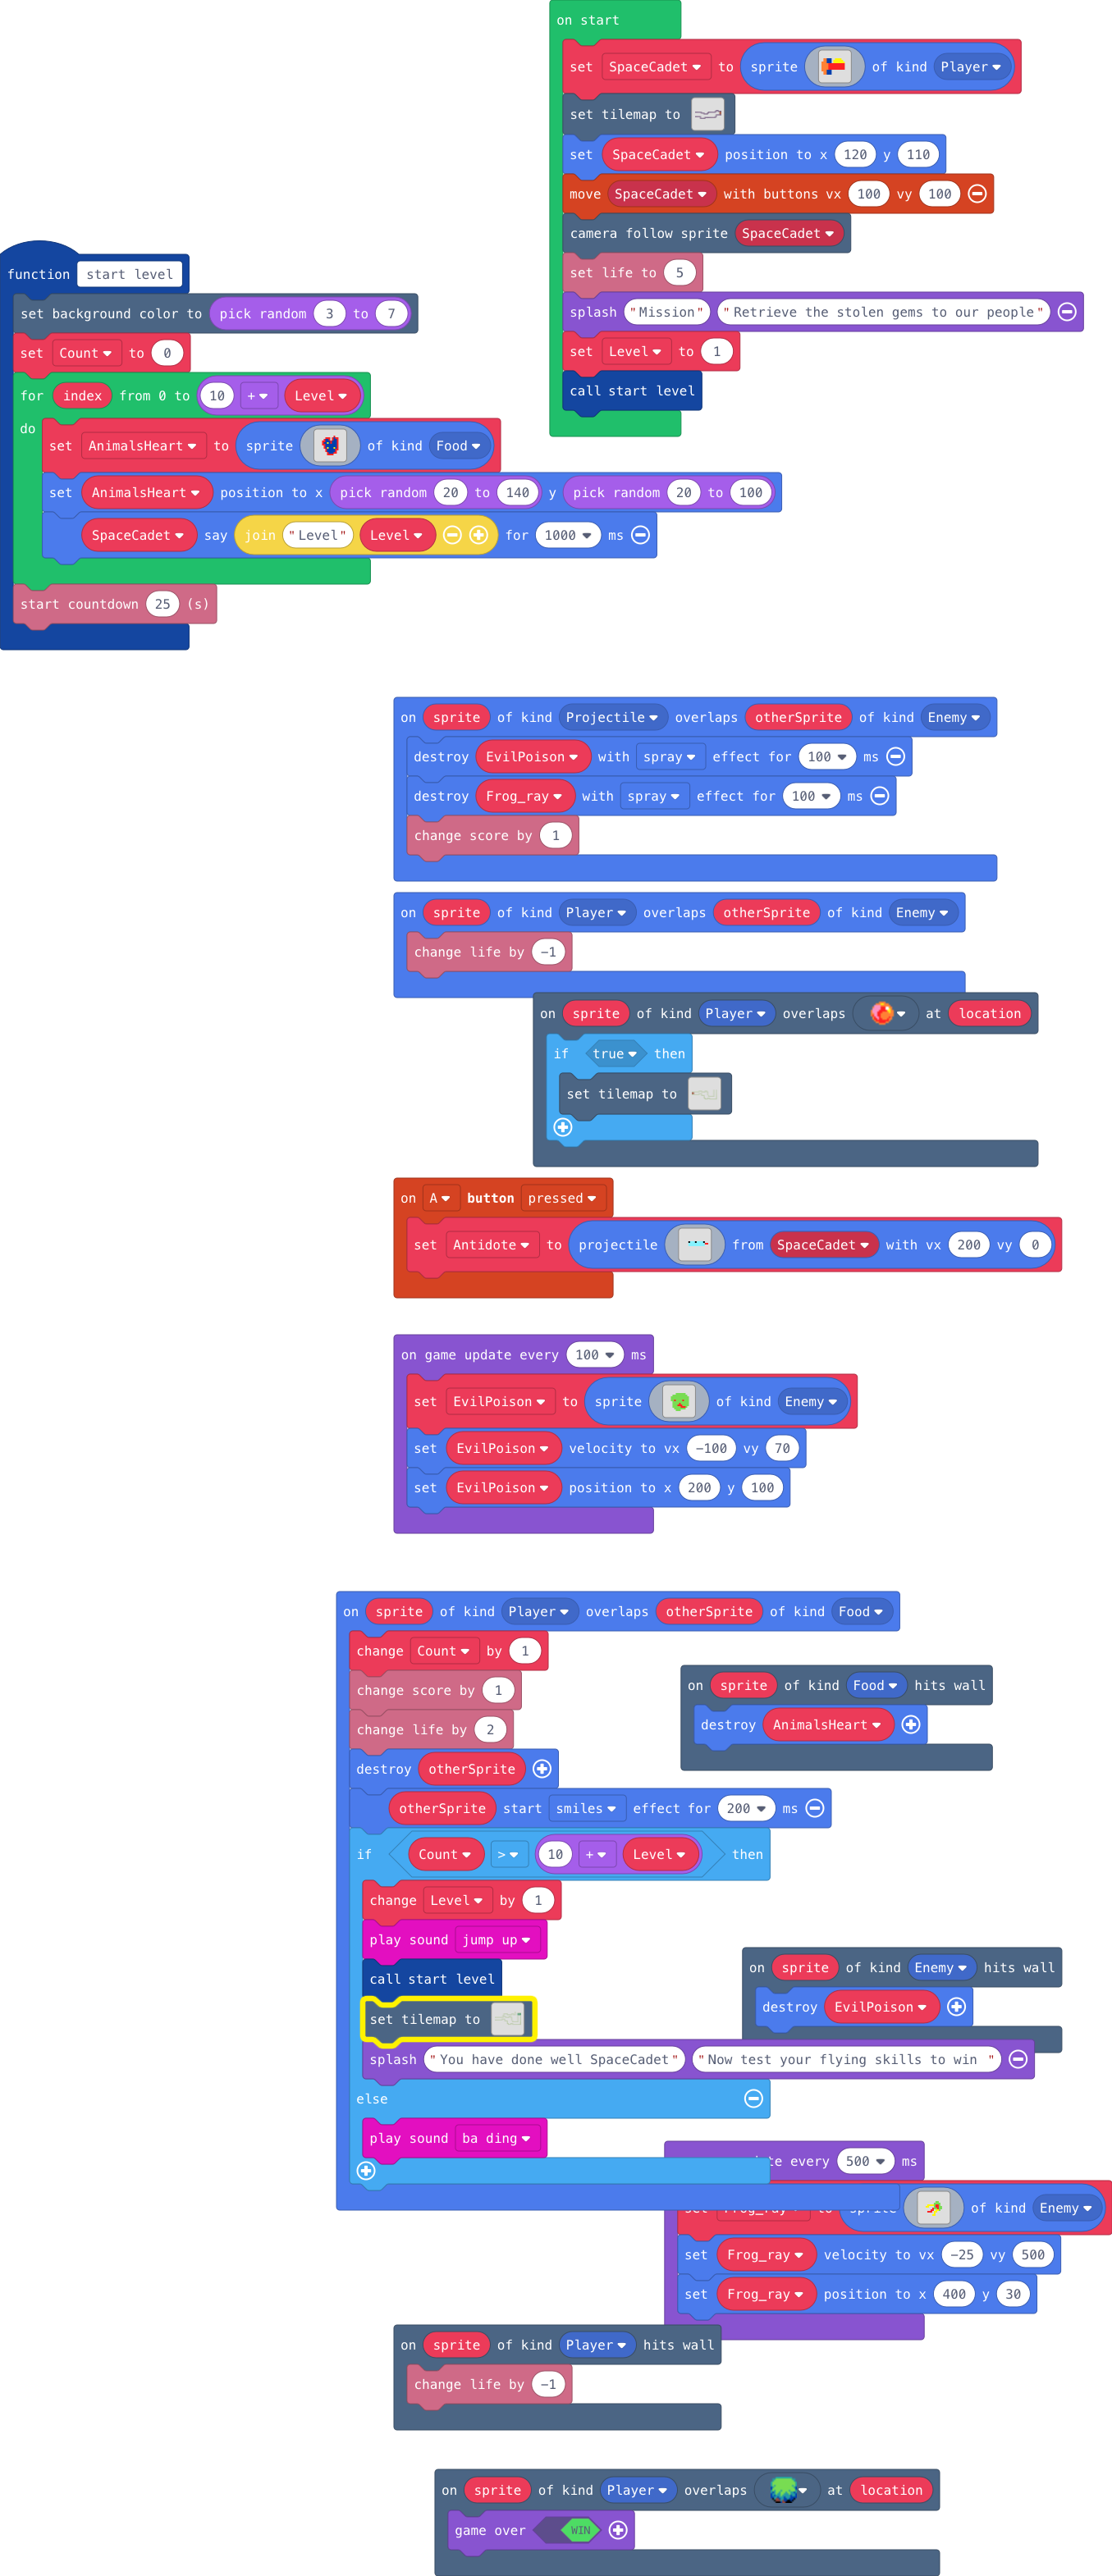 on start
set SpaceCadet to sprite of kind Player
set tilemap to
set SpaceCadet position to x 120 y 110
move SpaceCadet with buttons vx 100 vy 100
camera follow sprite SpaceCadet
set life to 5
splash "Mission" "Retrieve the stolen gems to our people"
set Level to 1
call start level
function start level
set background color to pick random 3 to 7
set Count to 0
for index from 0 to 10 + Level
do
set AnimalsHeart to sprite of kind Food
set AnimalsHeart position to x pick random 20 to 140 y pick random 20 to 100
SpaceCadet say join "Level" Level for 1000 ms
start countdown 25 (s)
on sprite of kind Projectile overlaps otherSprite of kind Enemy
destroy EvilPoison with spray effect for 100 ms
destroy Frog_ray with spray effect for 100 ms
change score by 1
on sprite of kind Player overlaps otherSprite of kind Enemy
change life by -1
on sprite of kind Player overlaps at location
if true then
set tilemap to
on A button pressed
set Antidote to projectile from SpaceCadet with vx 200 vy 0
on game update every 100 ms
set EvilPoison to sprite of kind Enemy
set EvilPoison velocity to vx -100 vy 70
set EvilPoison position to x 200 y 100
on sprite of kind Player overlaps otherSprite of kind Food
change Count by 1
change score by 1
change life by 2
destroy otherSprite
otherSprite start smiles effect for 200 ms
if Count > 10 + Level then
change Level by 1
play sound jump up
call start level
set tilemap to
splash "You have done well SpaceCadet" "Now test your flying skills to win "
else
play sound ba ding
on sprite of kind Food hits wall
destroy AnimalsHeart
on sprite of kind Enemy hits wall
destroy EvilPoison
every 500 ms
set Frog_ray to sprite of kind Enemy
set Frog_ray velocity to vx -25 vy 500
set Frog_ray position to x 400 y 30
on sprite of kind Player hits wall
change life by -1
on sprite of kind Player overlaps at location
game over WIN